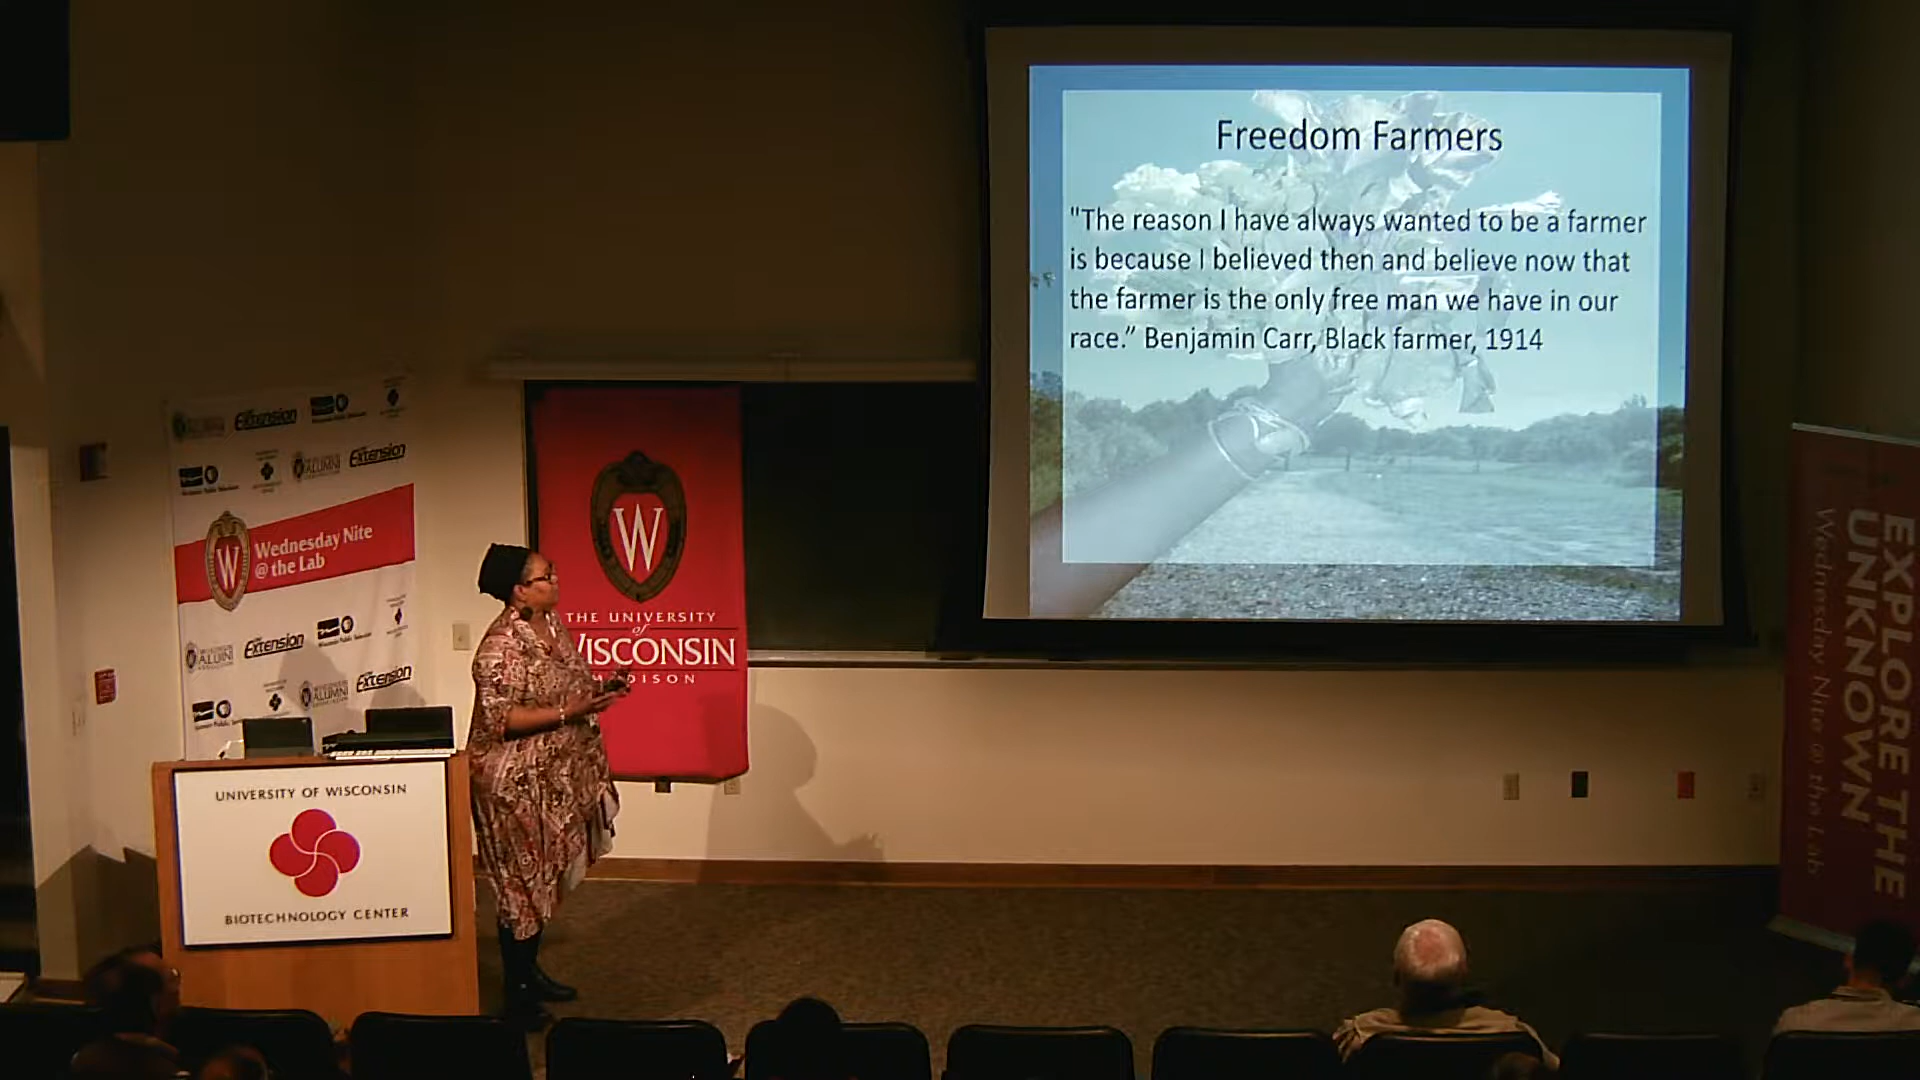 Freedom Farmers
"The reason I have always wanted to be a farmer
is because I believed then and believe now that
the farmer is the only free man we have in our
race.” Benjamin Carr, Black farmer, 1914
Extension
ALUMNI
Extension
W
Wednesday Nite
@ the Lab
Extension
ALUMNI
Extension
W
THE UNIVERSITY
of
WISCONSIN
MADISON
UNIVERSITY OF WISCONSIN
BIOTECHNOLOGY CENTER
EXPLORE THE
UNKNOWN
Wednesday Nite @ the Lab